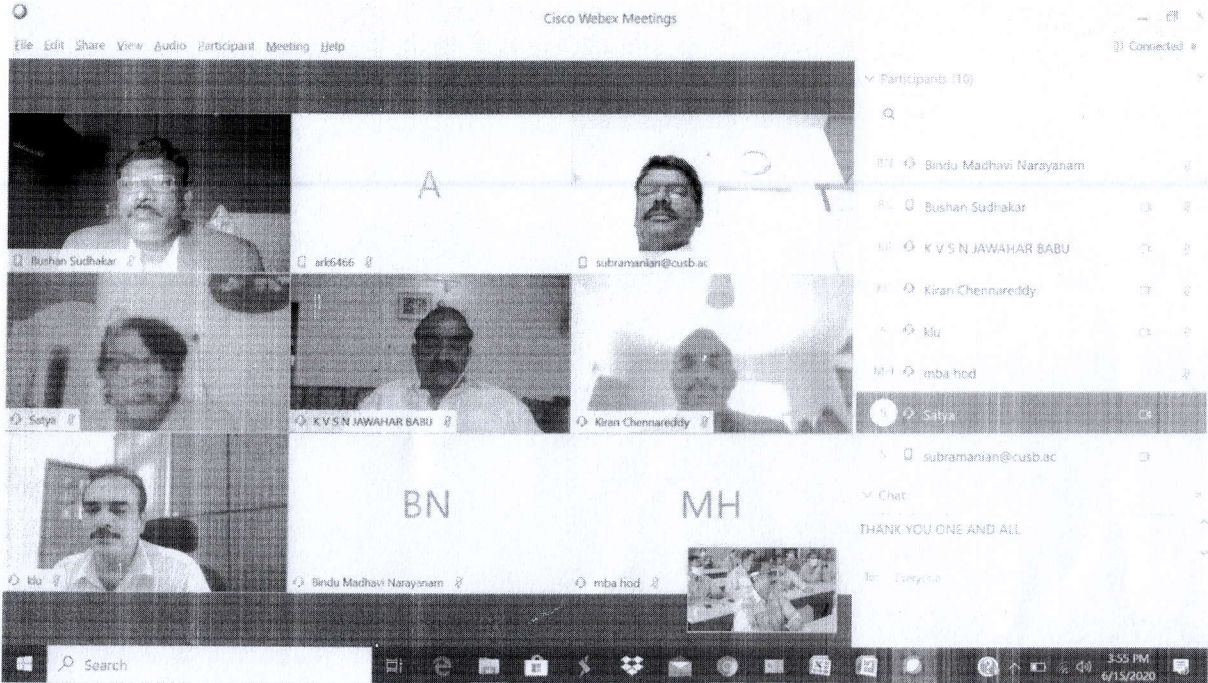 Cisco Webex Meetings
File Edit Share View Audio Participant Meeting Help
Connected
Participants (10)
Bushan Sudhakar
A
ark6466
subramanian@cusb.ac
Satya
K V S N JAWAHAR BABU
Kiran Chennareddy
klu
BN
Bindu Madhavi Narayanam
MH
mba hod
Bindu Madhavi Narayanam
Bushan Sudhakar
K V S N JAWAHAR BABU
Kiran Chennareddy
klu
MH mba hod
S Satya
S subramanian@cusb.ac
Chat
THANK YOU ONE AND ALL
To: Everyone
Search
3:55 PM
6/15/2020